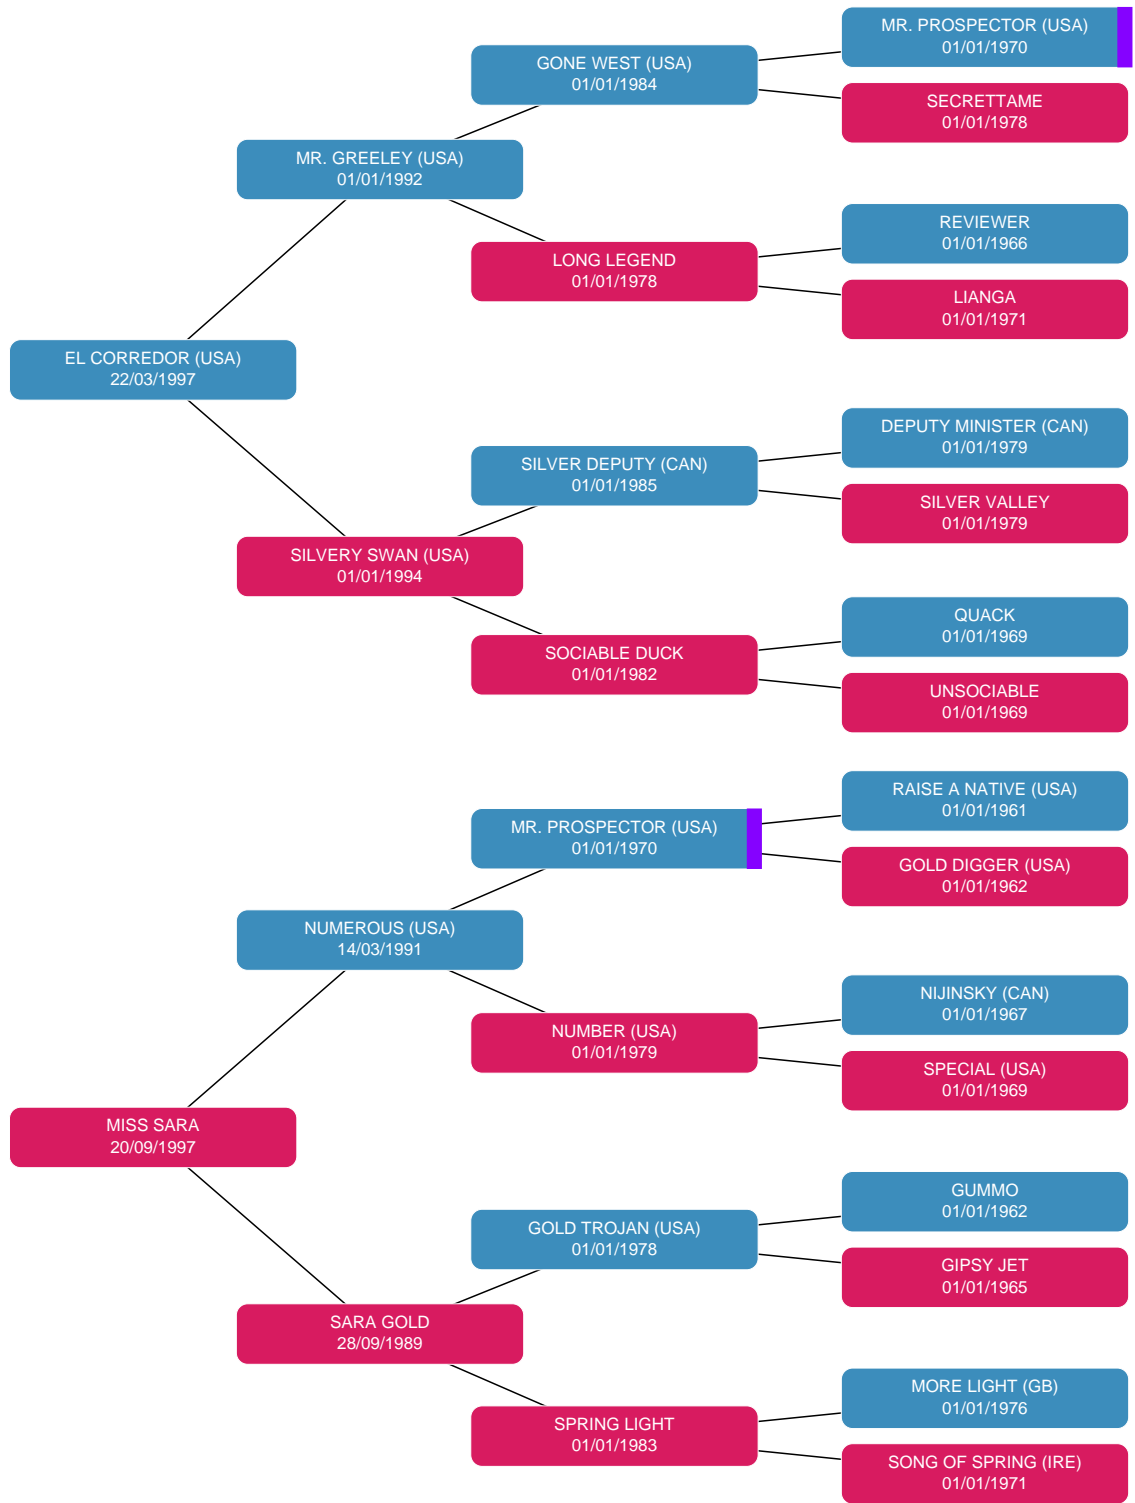 MR. PROSPECTOR (USA)
01/01/1970
GONE WEST (USA)
01/01/1984
SECRETTAME
01/01/1978
MR. GREELEY (USA)
01/01/1992
REVIEWER
01/01/1966
LONG LEGEND
01/01/1978
LIANGA
01/01/1971
EL CORREDOR (USA)
22/03/1997
DEPUTY MINISTER (CAN)
01/01/1979
SILVER DEPUTY (CAN)
01/01/1985
SILVER VALLEY
01/01/1979
SILVERY SWAN (USA)
01/01/1994
QUACK
01/01/1969
SOCIABLE DUCK
01/01/1982
UNSOCIABLE
01/01/1969
RAISE A NATIVE (USA)
01/01/1961
MR. PROSPECTOR (USA)
01/01/1970
GOLD DIGGER (USA)
01/01/1962
NUMEROUS (USA)
14/03/1991
NIJINSKY (CAN)
01/01/1967
NUMBER (USA)
01/01/1979
SPECIAL (USA)
01/01/1969
MISS SARA
20/09/1997
GUMMO
01/01/1962
GOLD TROJAN (USA)
01/01/1978
GIPSY JET
01/01/1965
SARA GOLD
28/09/1989
MORE LIGHT (GB)
01/01/1976
SPRING LIGHT
01/01/1983
SONG OF SPRING (IRE)
01/01/1971